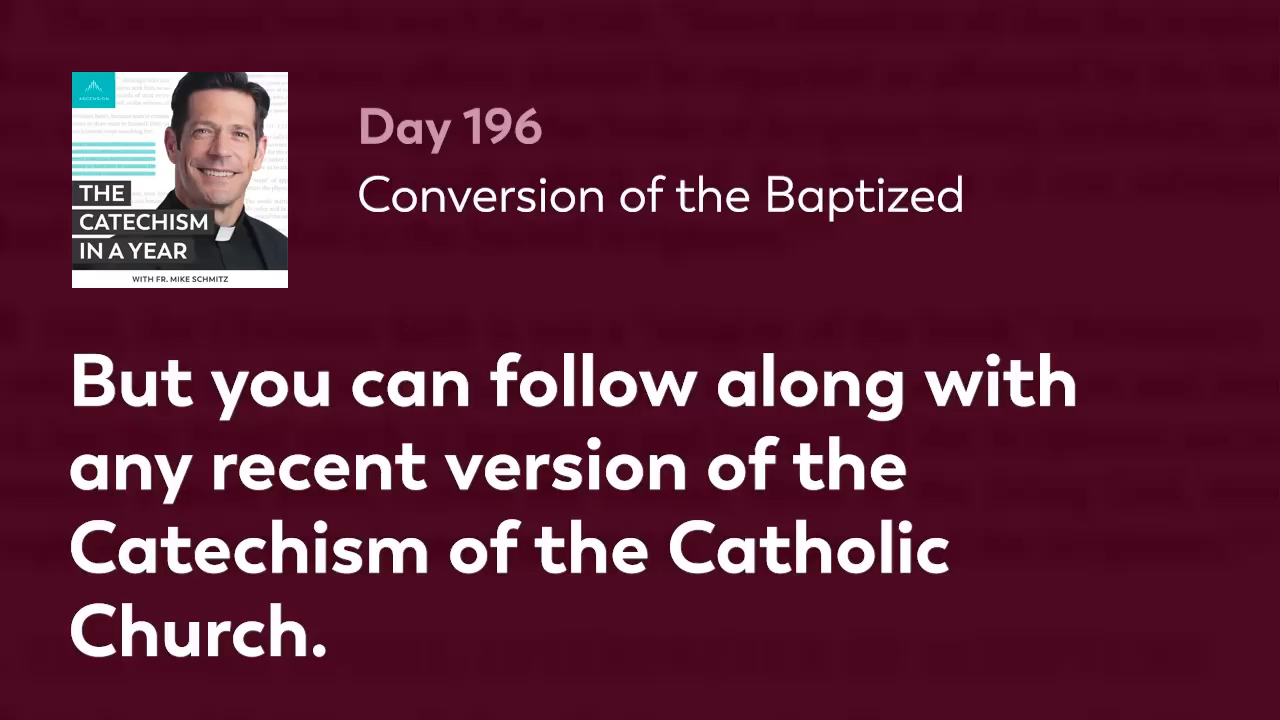 ASCENSION
THE
CATECHISM
IN A YEAR
WITH FR. MIKE SCHMITZ
Day 196
Conversion of the Baptized
But you can follow along with
any recent version of the
Catechism of the Catholic
Church.